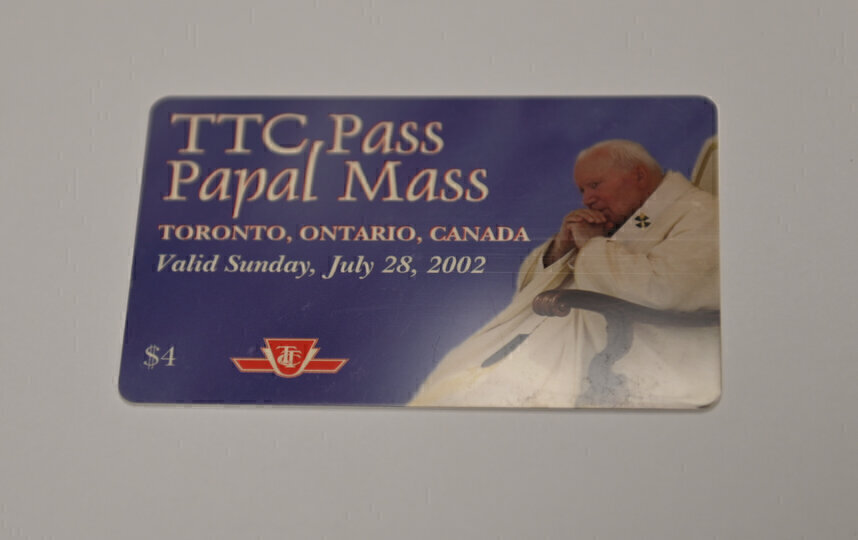 TTC Pass
Papal Mass
TORONTO, ONTARIO, CANADA
Valid Sunday, July 28, 2002
$4
TTC